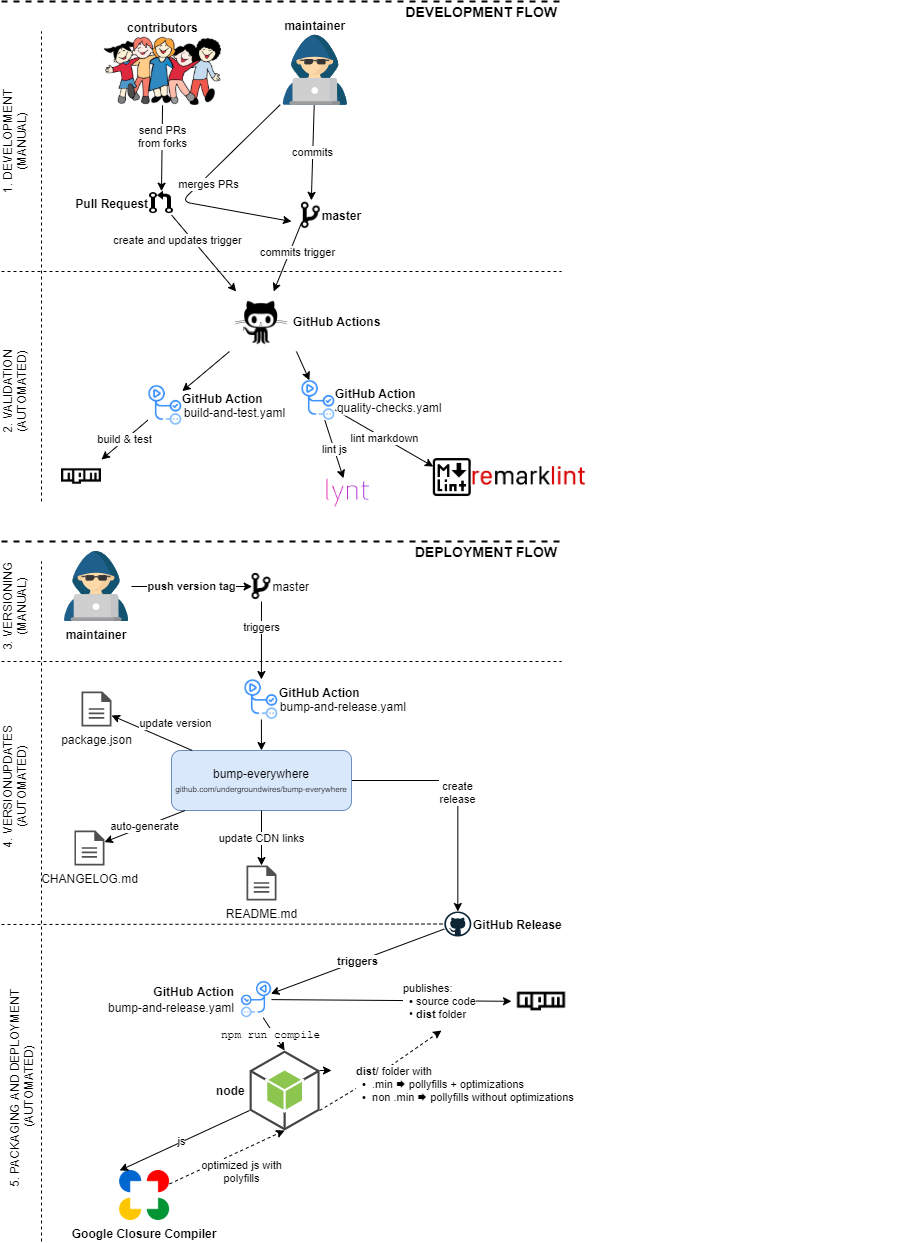 DEVELOPMENT FLOW
contributors
maintainer
1. DEVELOPMENT
(MANUAL)
send PRs
from forks
commits
merges PRs
Pull Request
master
create and updates trigger
commits trigger
GitHub Actions
2. VALIDATION
(AUTOMATED)
GitHub Action
build-and-test.yaml
GitHub Action
quality-checks.yaml
build & test
lint js
lint markdown
npm
lynt
M
Lint
remarklint
DEPLOYMENT FLOW
3. VERSIONING
(MANUAL)
push version tag
master
maintainer
triggers
4. VERSIONUPDATES
(AUTOMATED)
GitHub Action
bump-and-release.yaml
update version
package.json
bump-everywhere
github.com/undergroundwires/bump-everywhere
create
release
auto-generate
update CDN links
CHANGELOG.md
README.md
GitHub Release
5. PACKAGING AND DEPLOYMENT
(AUTOMATED)
triggers
GitHub Action
bump-and-release.yaml
publishes:
• source code
• dist folder
npm
npm run compile
node
dist/ folder with
• .min 🡆 pollyfills + optimizations
• non .min 🡆 pollyfills without optimizations
js
optimized js with
polyfills
Google Closure Compiler